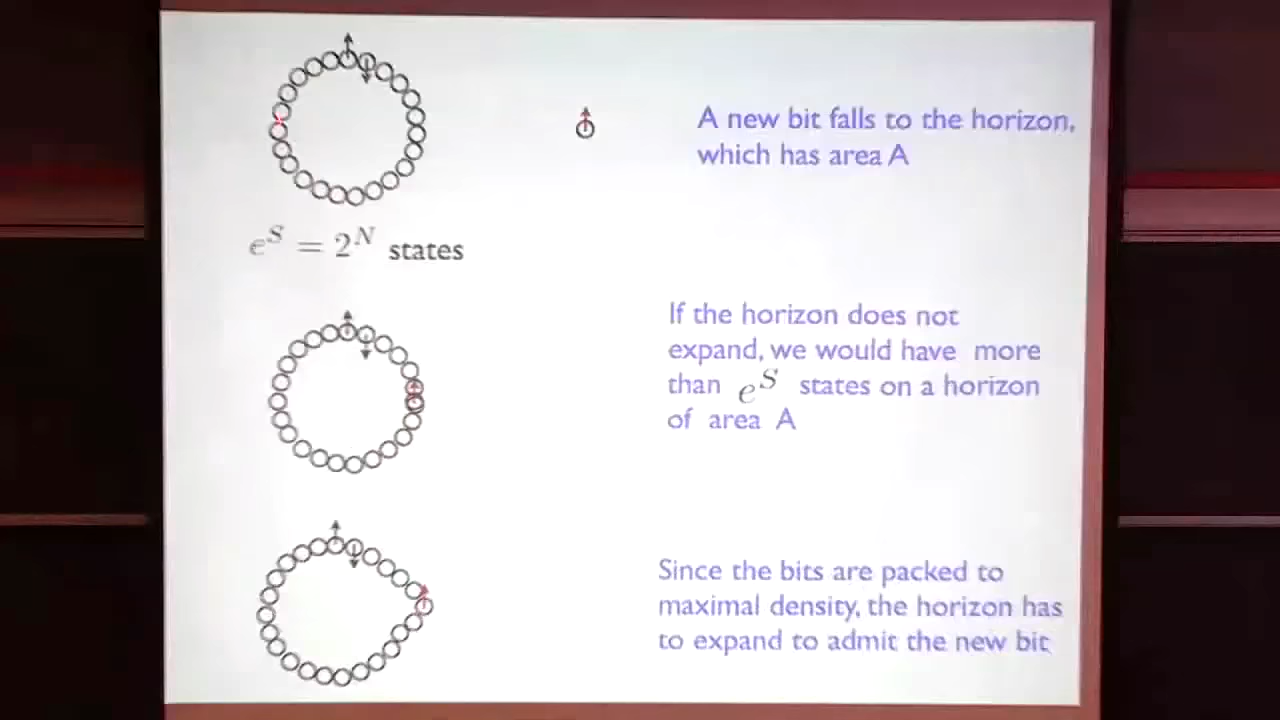 A new bit falls to the horizon,
which has area A
e^S = 2^N states
If the horizon does not
expand, we would have more
than e^S states on a horizon
of area A
Since the bits are packed to
maximal density, the horizon has
to expand to admit the new bit